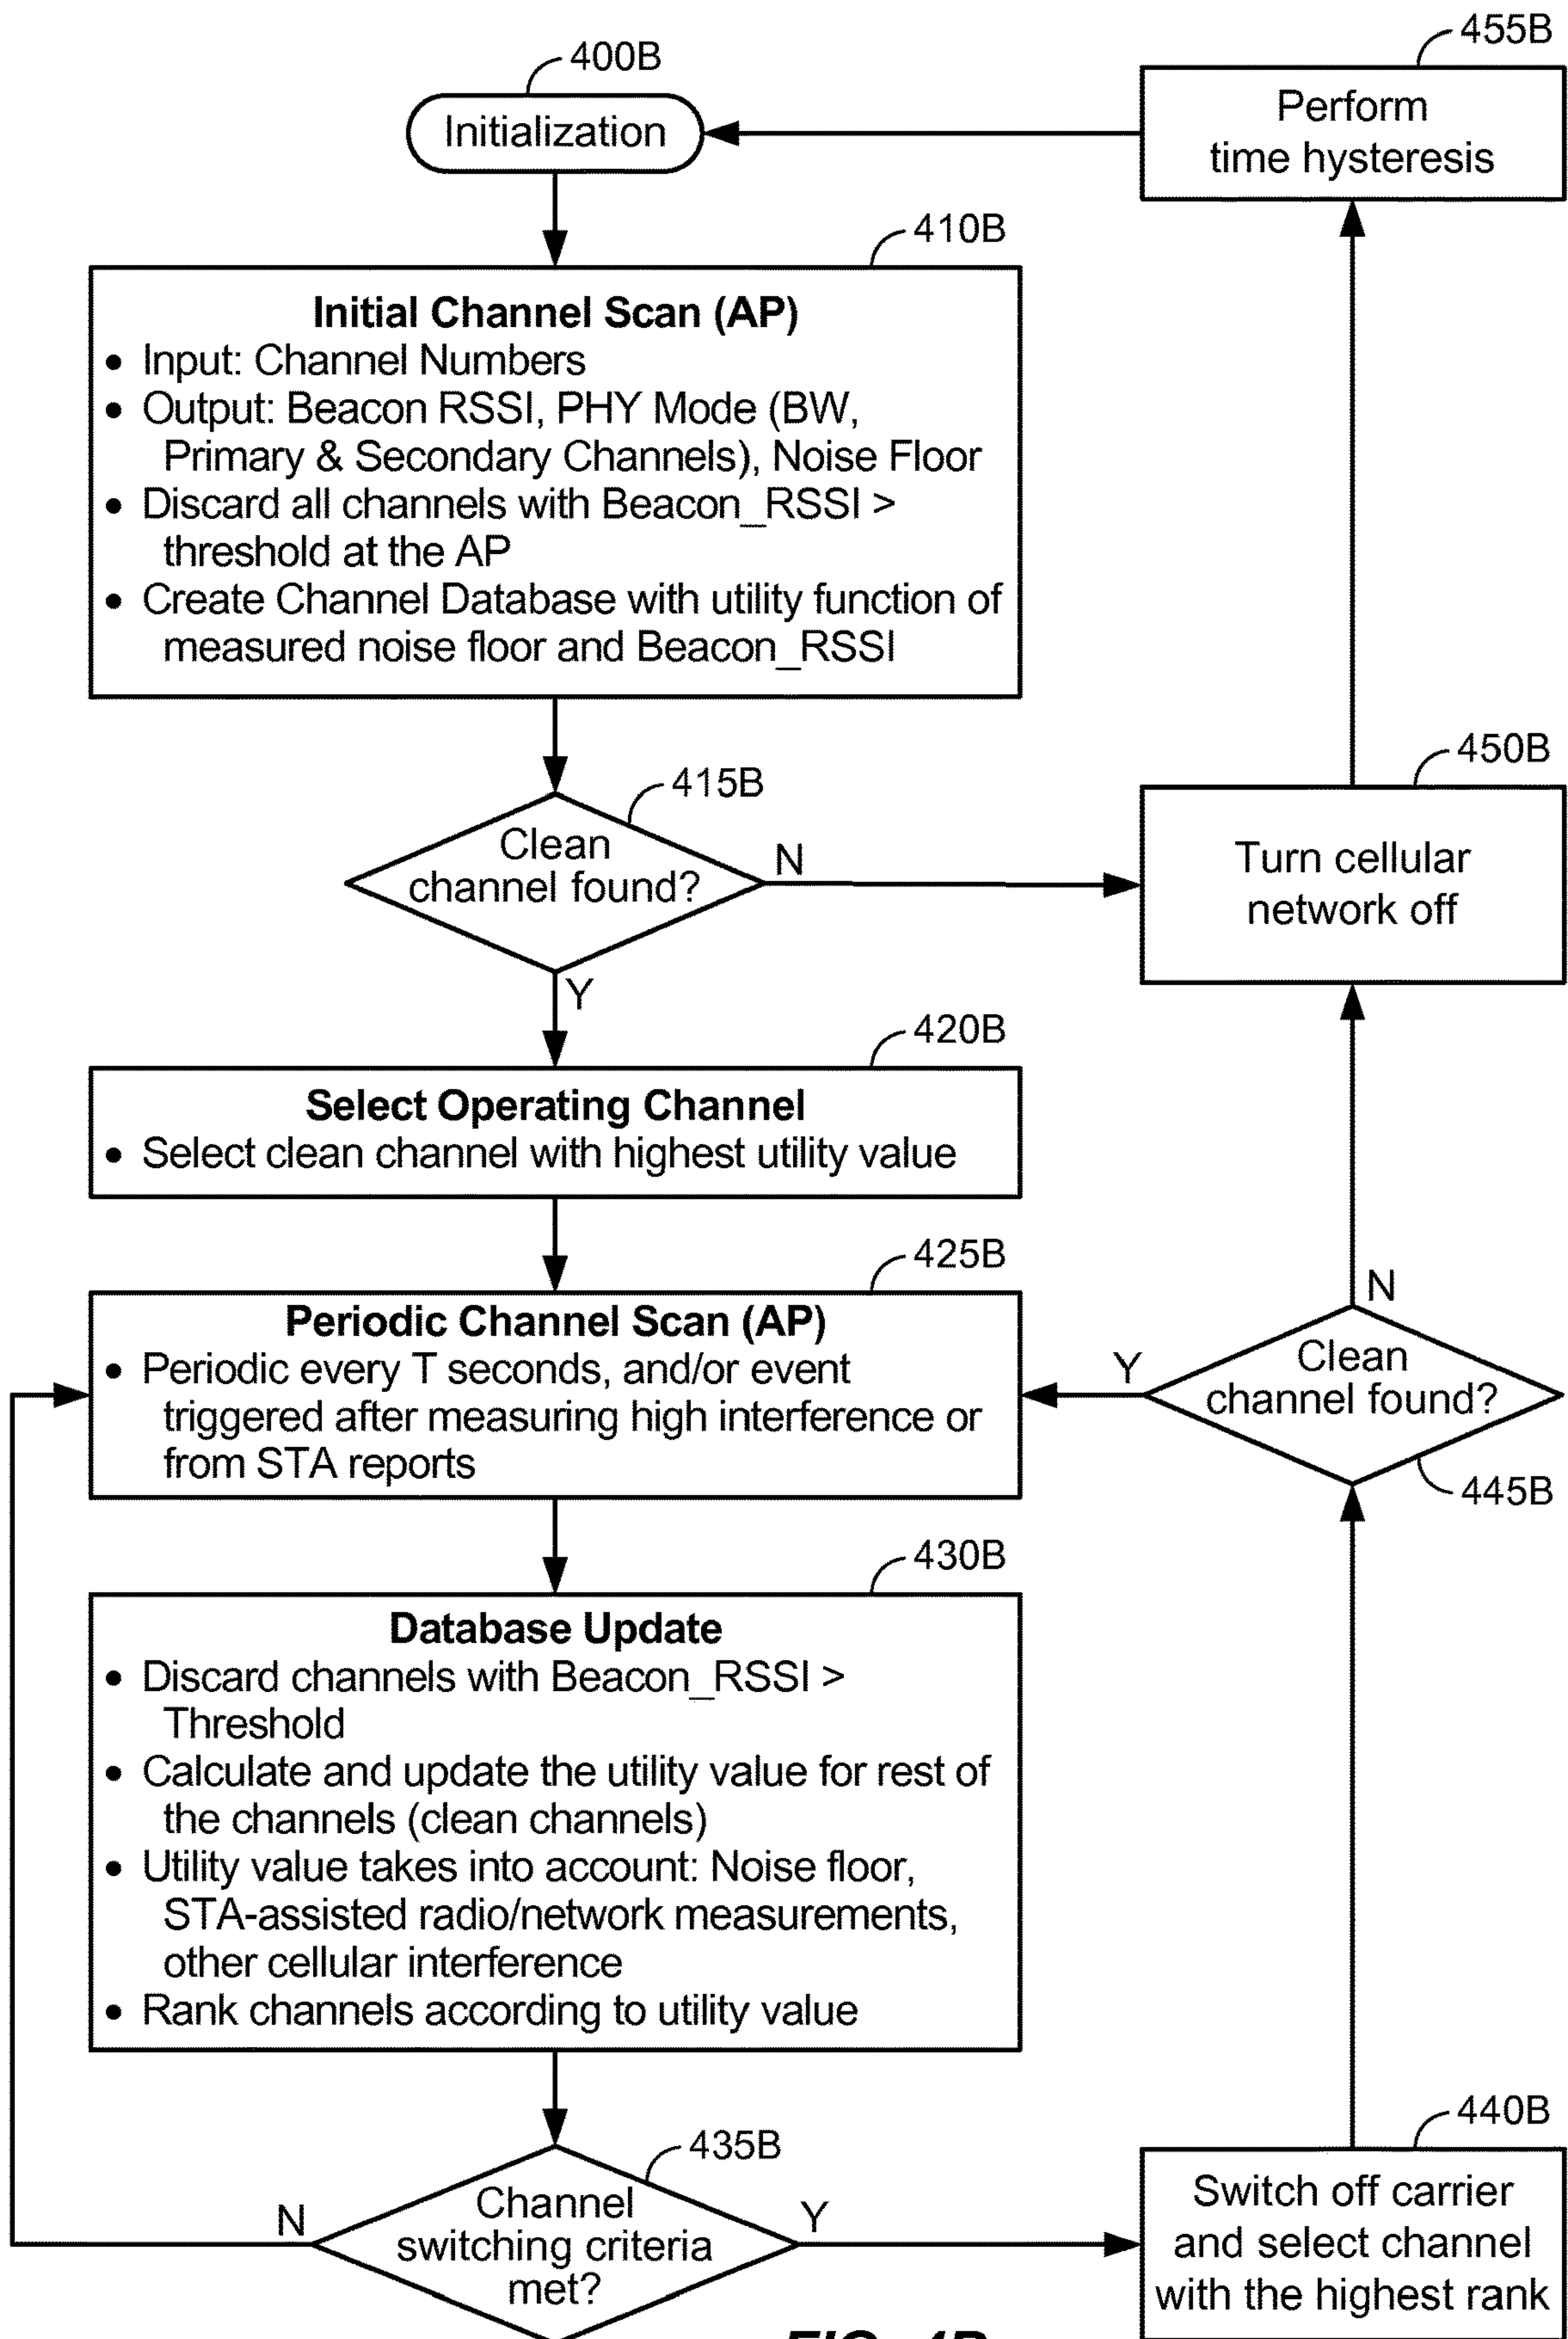 400B
Initialization
455B
Perform
time hysteresis
410B
Initial Channel Scan (AP)
• Input: Channel Numbers
• Output: Beacon RSSI, PHY Mode (BW,
Primary & Secondary Channels), Noise Floor
• Discard all channels with Beacon_RSSI >
threshold at the AP
• Create Channel Database with utility function of
measured noise floor and Beacon_RSSI
415B
Clean
channel found?
N
Y
450B
Turn cellular
network off
420B
Select Operating Channel
• Select clean channel with highest utility value
425B
Periodic Channel Scan (AP)
• Periodic every T seconds, and/or event
triggered after measuring high interference or
from STA reports
N
Y
Clean
channel found?
445B
430B
Database Update
• Discard channels with Beacon_RSSI >
Threshold
• Calculate and update the utility value for rest of
the channels (clean channels)
• Utility value takes into account: Noise floor,
STA-assisted radio/network measurements,
other cellular interference
• Rank channels according to utility value
435B
Channel
switching criteria
met?
N
Y
440B
Switch off carrier
and select channel
with the highest rank